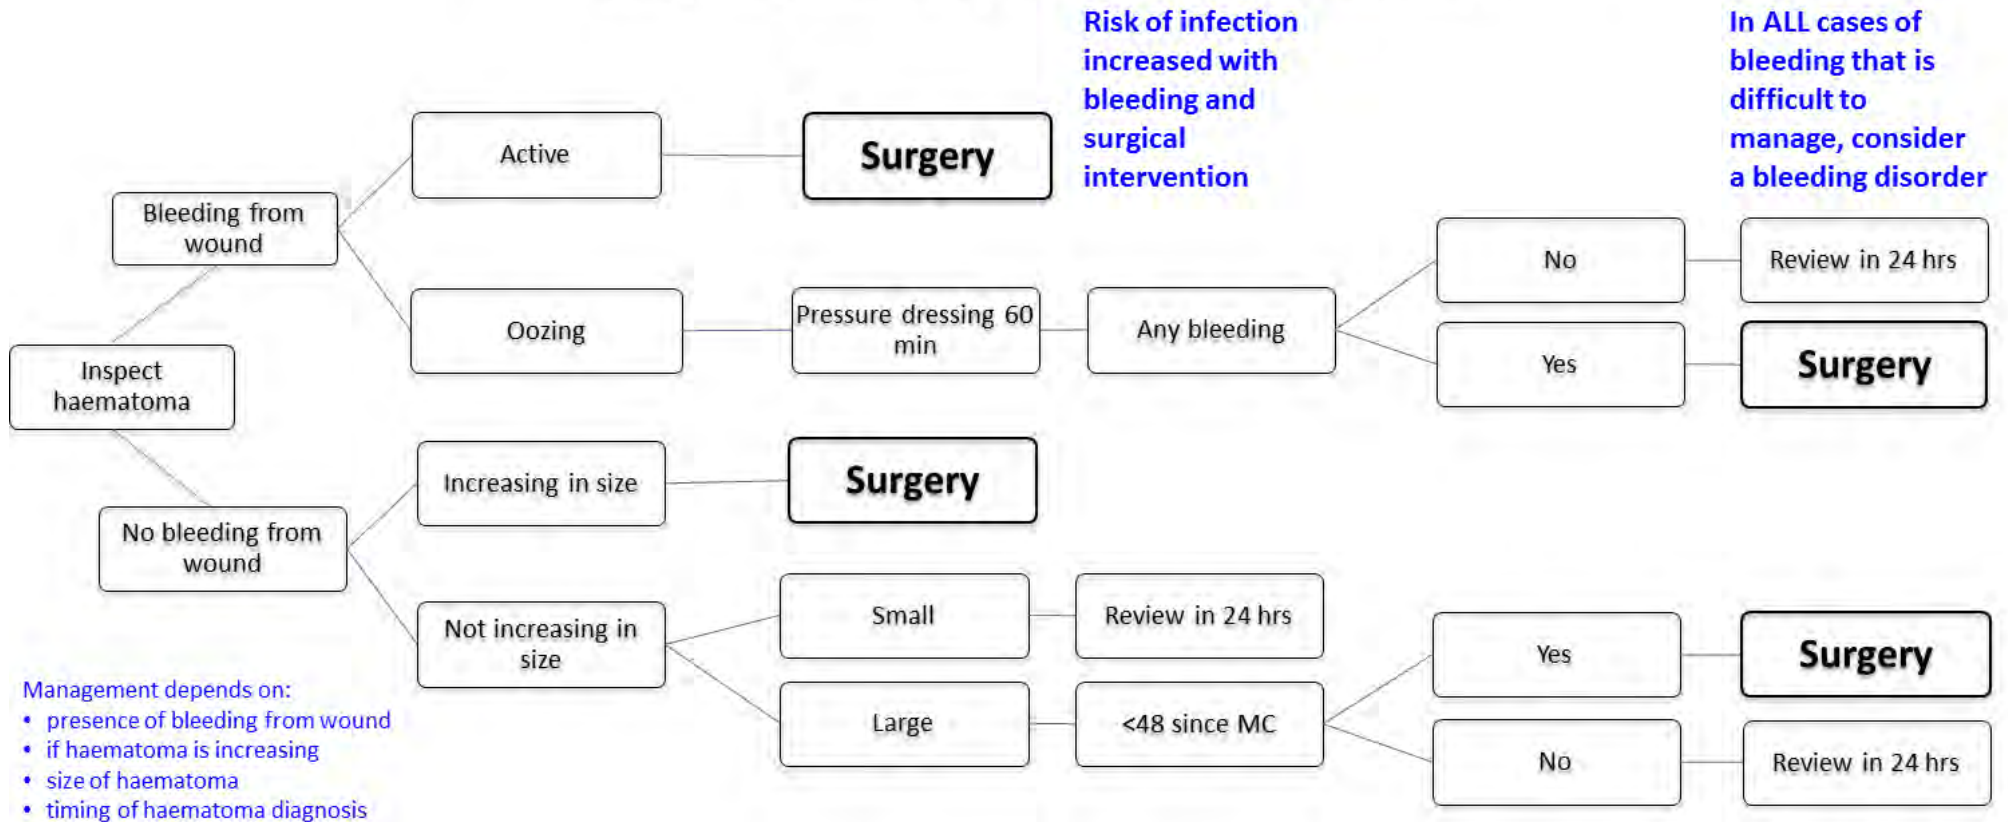 Risk of infection
increased with
bleeding and
surgical
intervention
In ALL cases of
bleeding that is
difficult to
manage, consider
a bleeding disorder
Inspect
haematoma
Bleeding from
wound
Active
Surgery
Oozing
Pressure dressing 60
min
Any bleeding
No
Review in 24 hrs
Yes
Surgery
No bleeding from
wound
Increasing in size
Surgery
Not increasing in
size
Small
Review in 24 hrs
Large
<48 since MC
Yes
Surgery
No
Review in 24 hrs
Management depends on:
• presence of bleeding from wound
• if haematoma is increasing
• size of haematoma
• timing of haematoma diagnosis